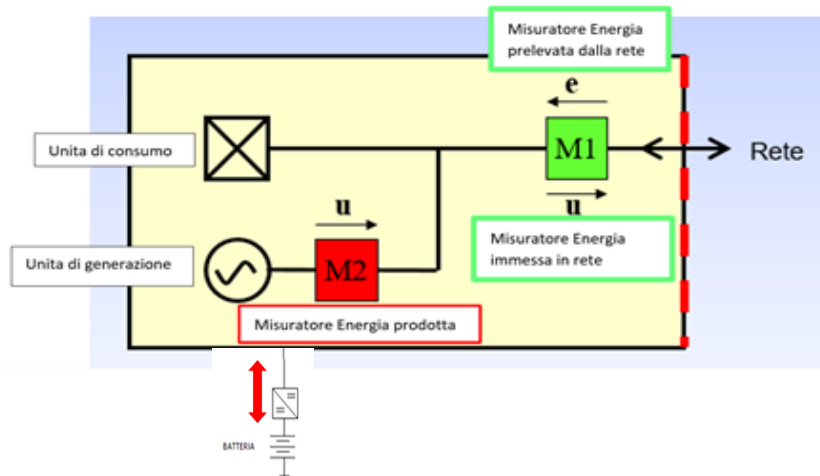 Misuratore Energia
prelevata dalla rete
e
Unita di consumo
M1
Rete
u
u
Misuratore Energia
immessa in rete
Unita di generazione
M2
Misuratore Energia prodotta
BATTERIA